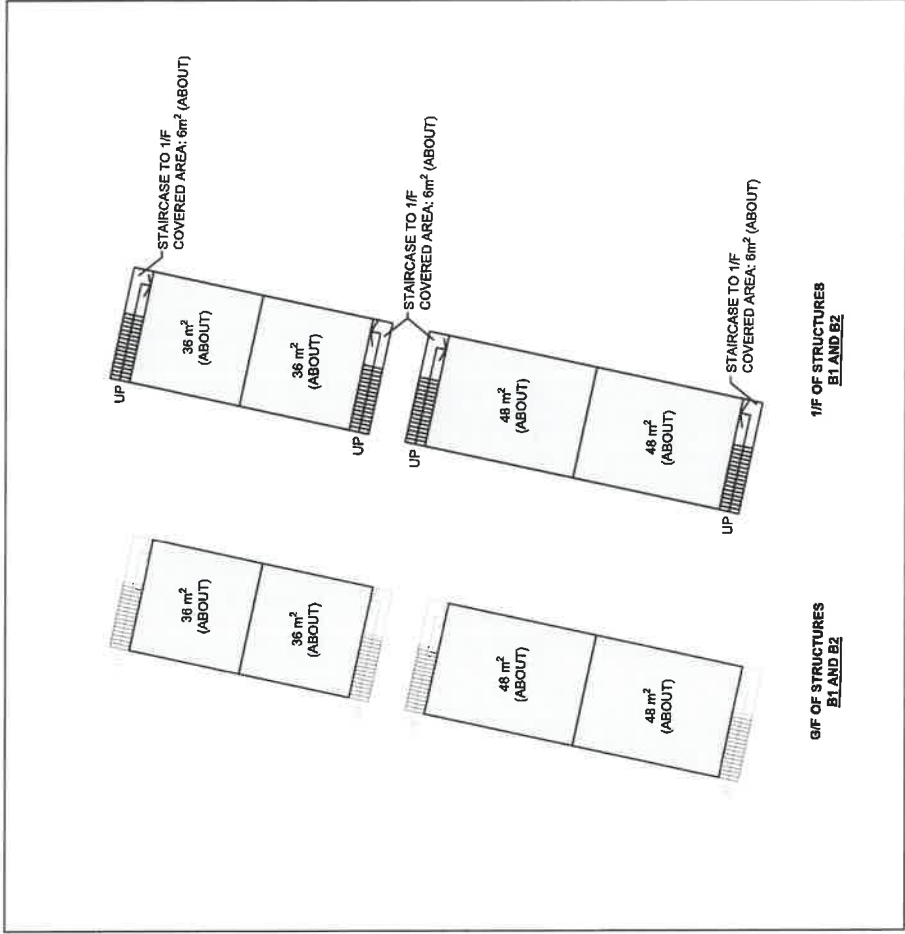 36 m²
(ABOUT)
36 m²
(ABOUT)
48 m²
(ABOUT)
48 m²
(ABOUT)
G/F OF STRUCTURES
B1 AND B2
STAIRCASE TO 1/F
COVERED AREA: 6m² (ABOUT)
UP
36 m²
(ABOUT)
36 m²
(ABOUT)
UP
STAIRCASE TO 1/F
COVERED AREA: 6m² (ABOUT)
UP
48 m²
(ABOUT)
48 m²
(ABOUT)
UP
STAIRCASE TO 1/F
COVERED AREA: 6m² (ABOUT)
1/F OF STRUCTURES
B1 AND B2